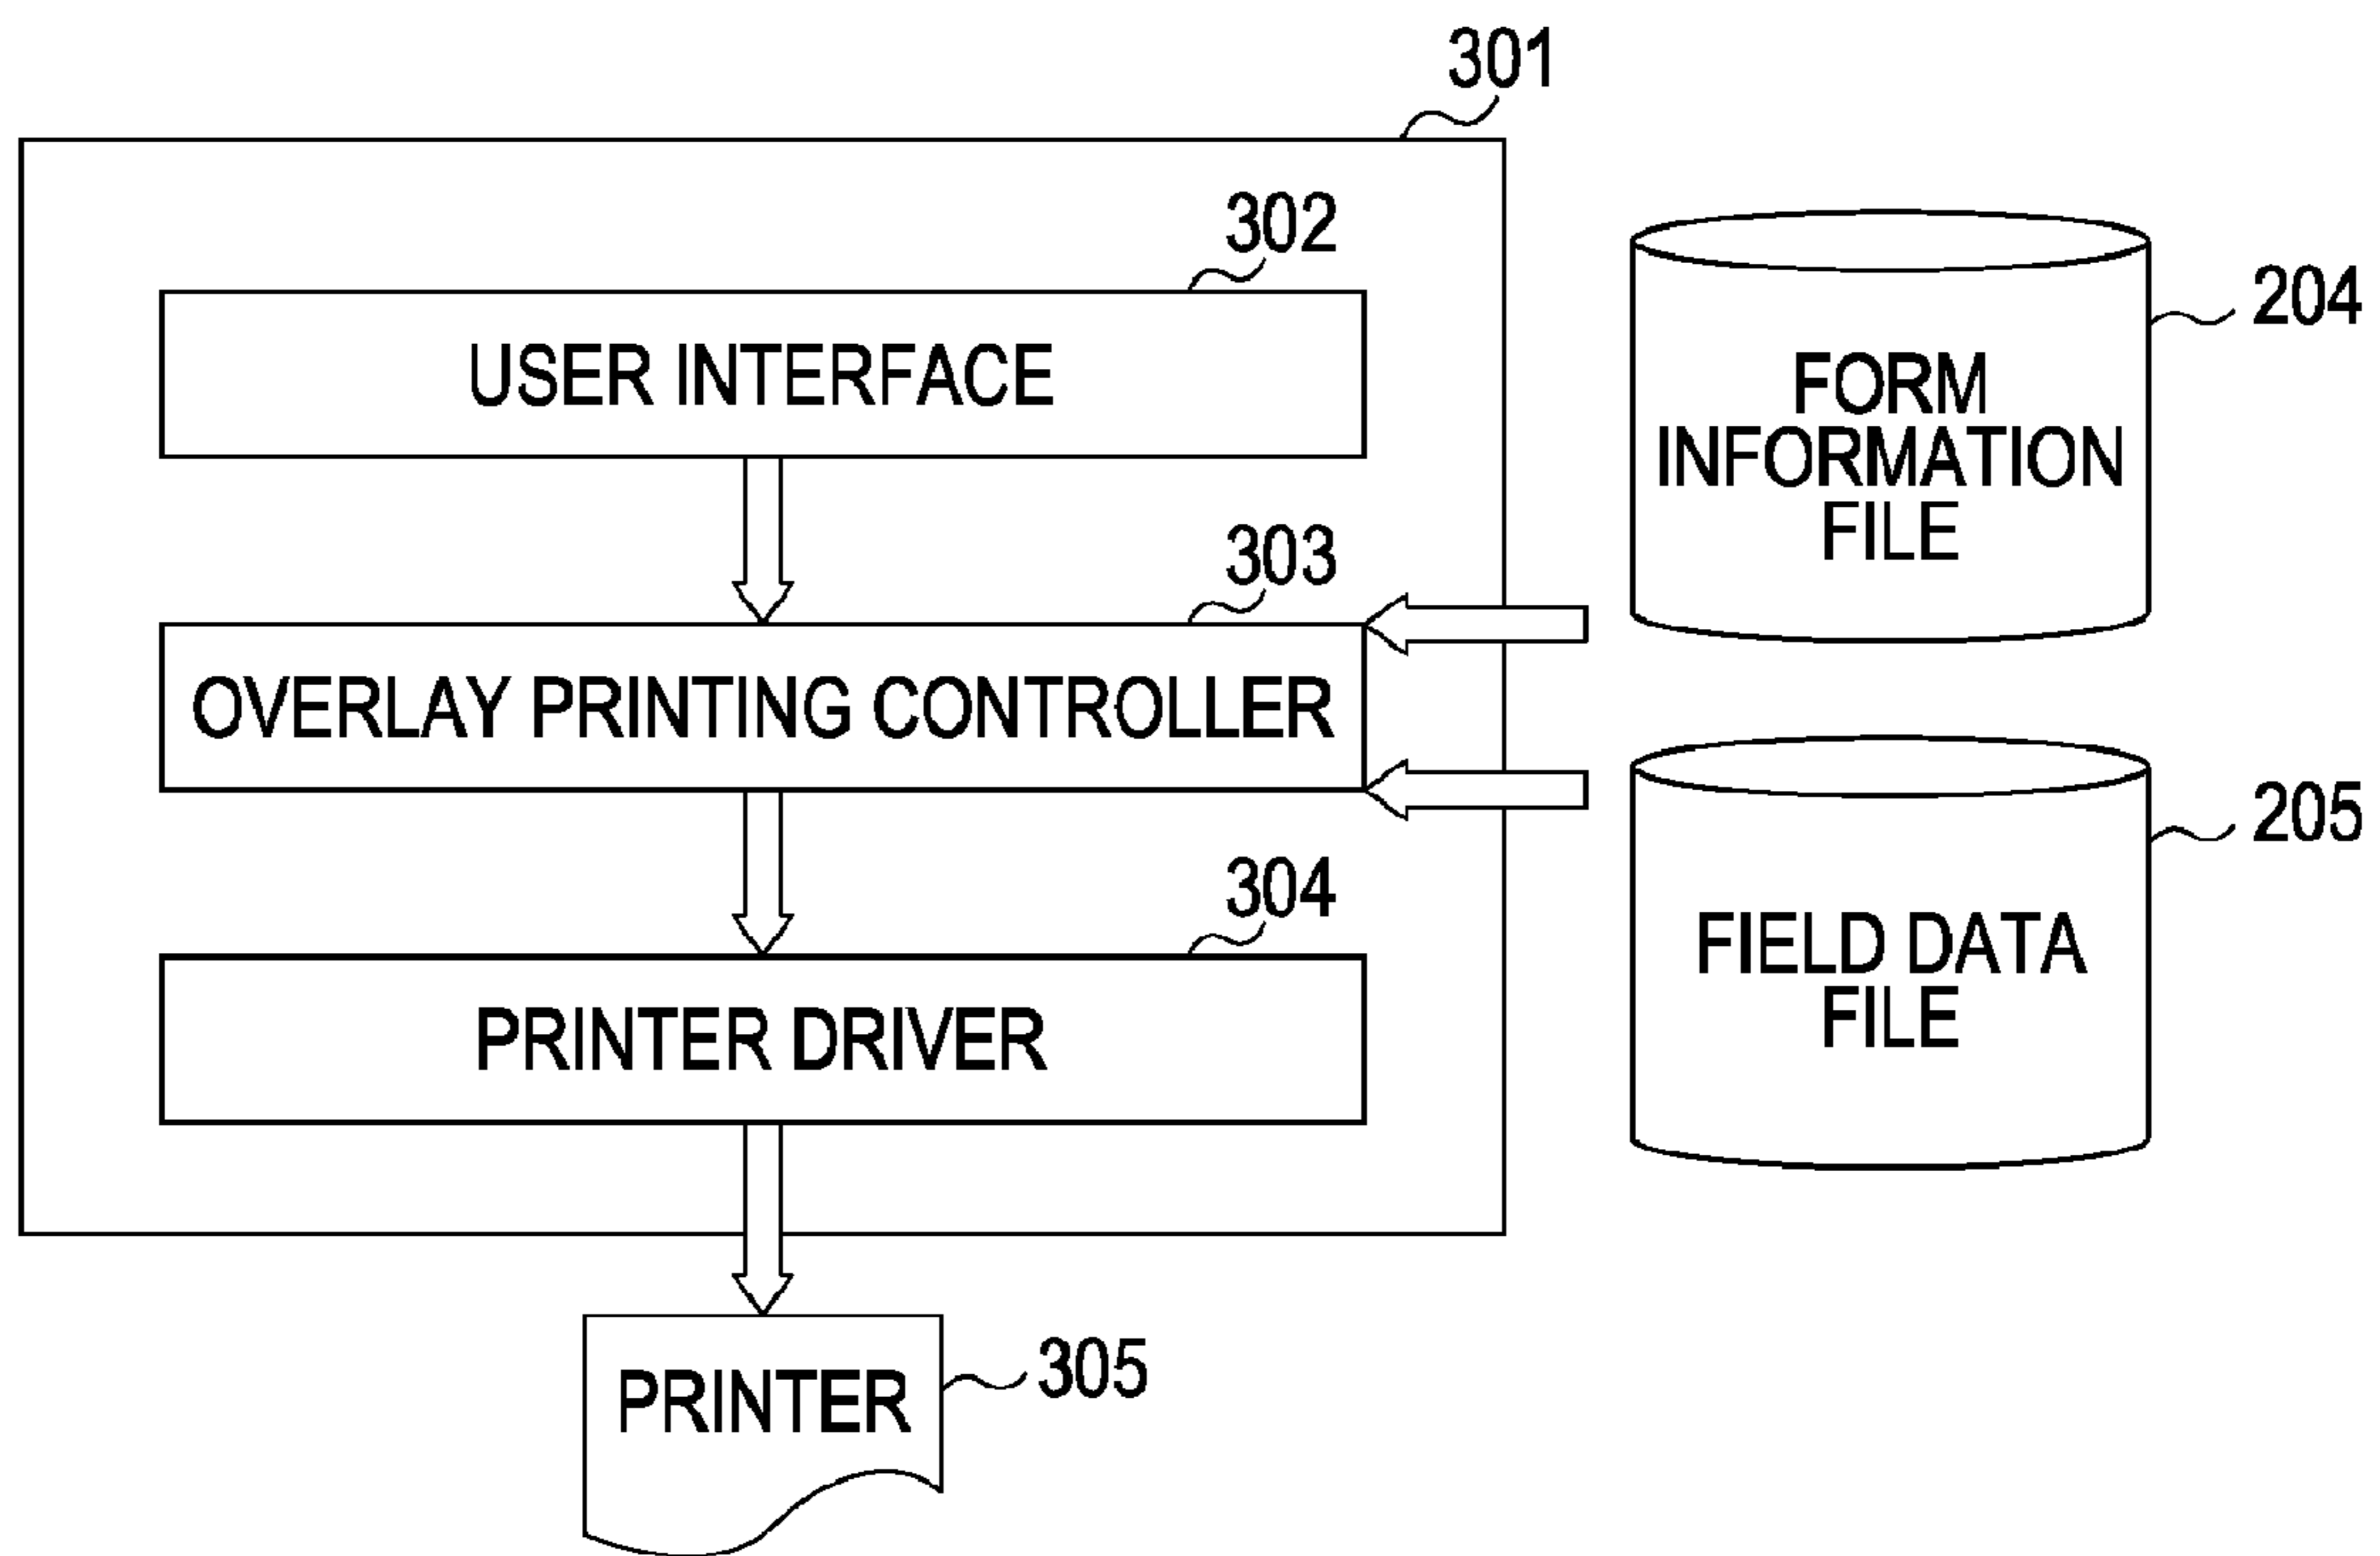 301
302
USER INTERFACE
303
OVERLAY PRINTING CONTROLLER
304
PRINTER DRIVER
PRINTER
305
204
FORM
INFORMATION
FILE
205
FIELD DATA
FILE